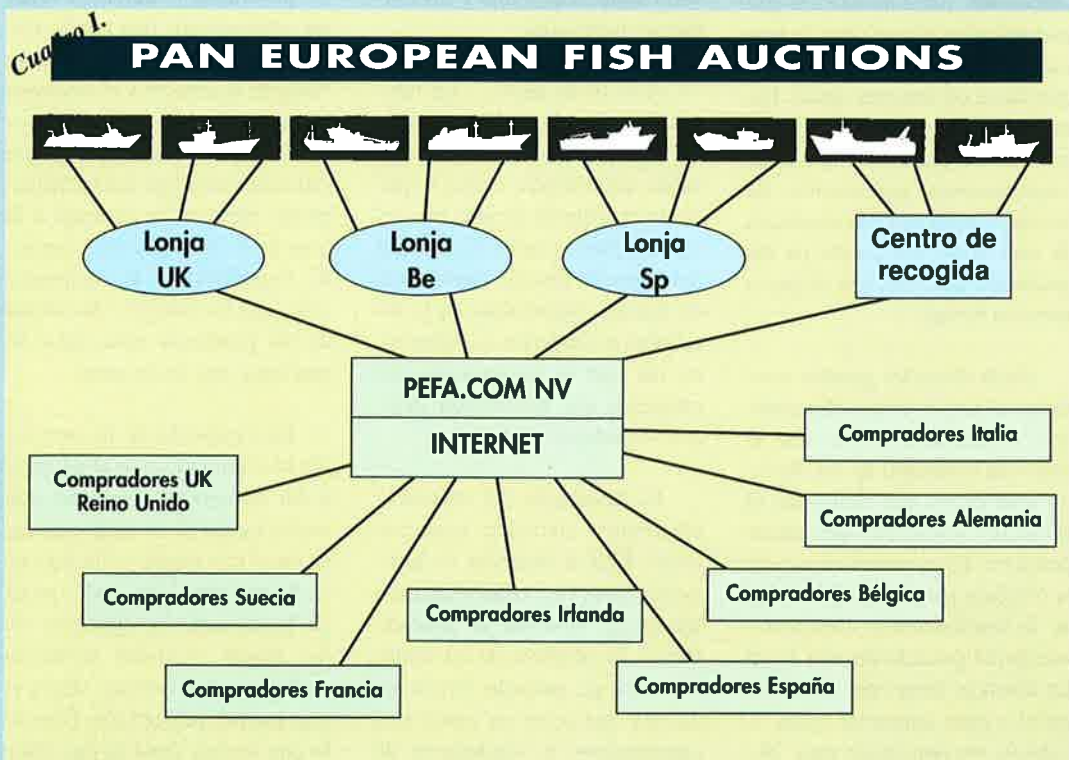 Cuadro I.
PAN EUROPEAN FISH AUCTIONS
Lonja
UK
Lonja
Be
Lonja
Sp
Centro de
recogida
PEFA.COM NV
INTERNET
Compradores Italia
Compradores UK
Reino Unido
Compradores Alemania
Compradores Suecia
Compradores Irlanda
Compradores Bélgica
Compradores Francia
Compradores España